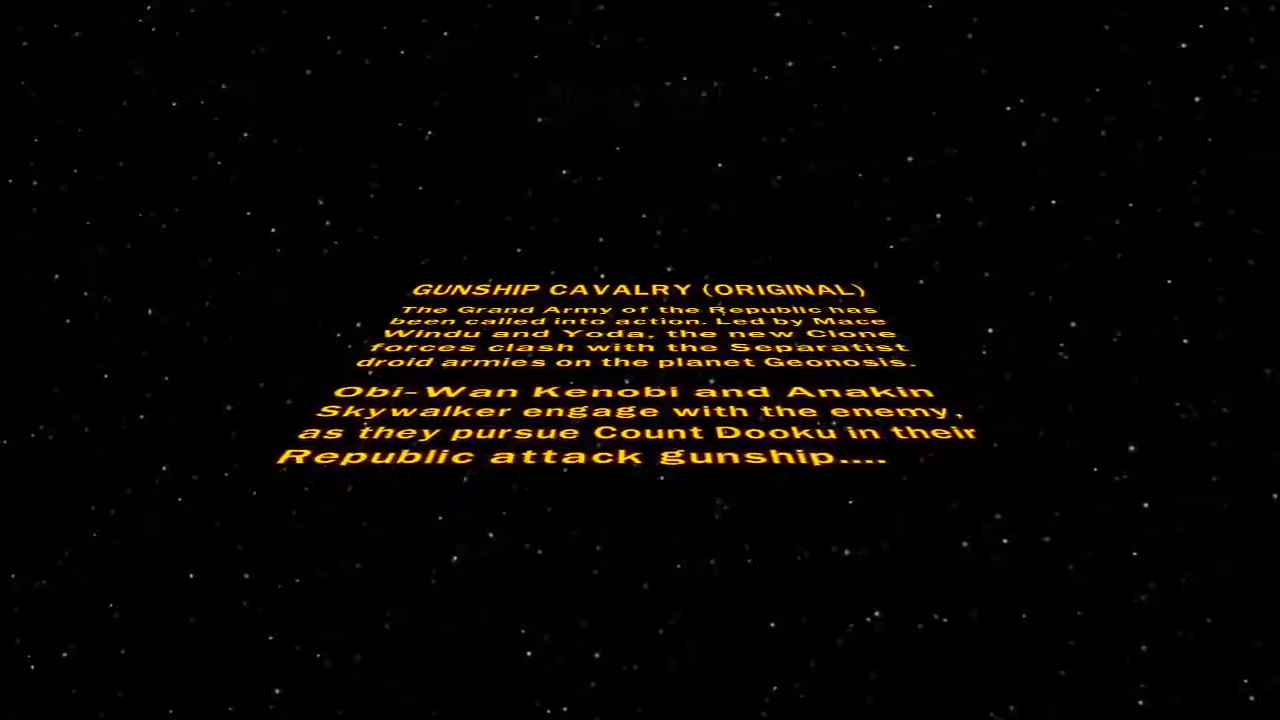 GUNSHIP CAVALRY (ORIGINAL)
The Grand Army of the Republic has
been called into action. Led by Mace
Windu and Yoda, the new Clone
forces clash with the Separatist
droid armies on the planet Geonosis.
Obi-Wan Kenobi and Anakin
Skywalker engage with the enemy,
as they pursue Count Dooku in their
Republic attack gunship....